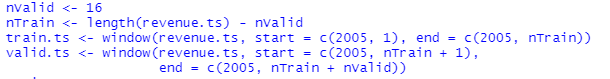 nValid <- 16
nTrain <- length(revenue.ts) - nValid
train.ts <- window(revenue.ts, start = c(2005, 1), end = c(2005, nTrain))
valid.ts <- window(revenue.ts, start = c(2005, nTrain + 1),
end = c(2005, nTrain + nValid))